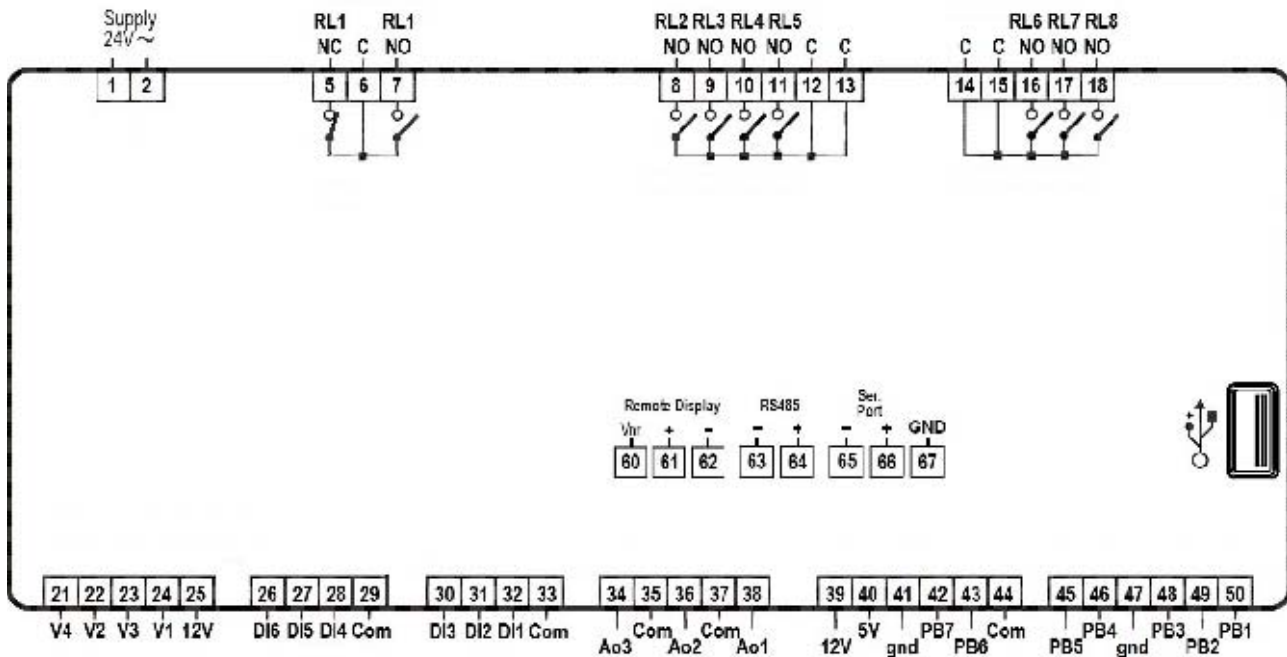 Supply RL1 RL1 RL2 RL3 RL4 RL5 RL6 RL7 RL8
24V~ NC C NO NO NO NO NO C C C C NO NO NO
1 2 5 6 7 8 9 10 11 12 13 14 15 16 17 18
Remote Display RS485 Ser. Port
+ - - + - + GND
60 61 62 63 64 65 66 67
21 22 23 24 25 26 27 28 29 30 31 32 33 34 35 36 37 38 39 40 41 42 43 44 45 46 47 48 49 50
V4 V2 V3 V1 12V DI6 DI5 DI4 Com DI3 DI2 DI1 Com Com Com 5V PB7 Com PB4 PB3 PB1
Ao3 Ao2 Ao1 12V gnd PB6 PB5 gnd PB2